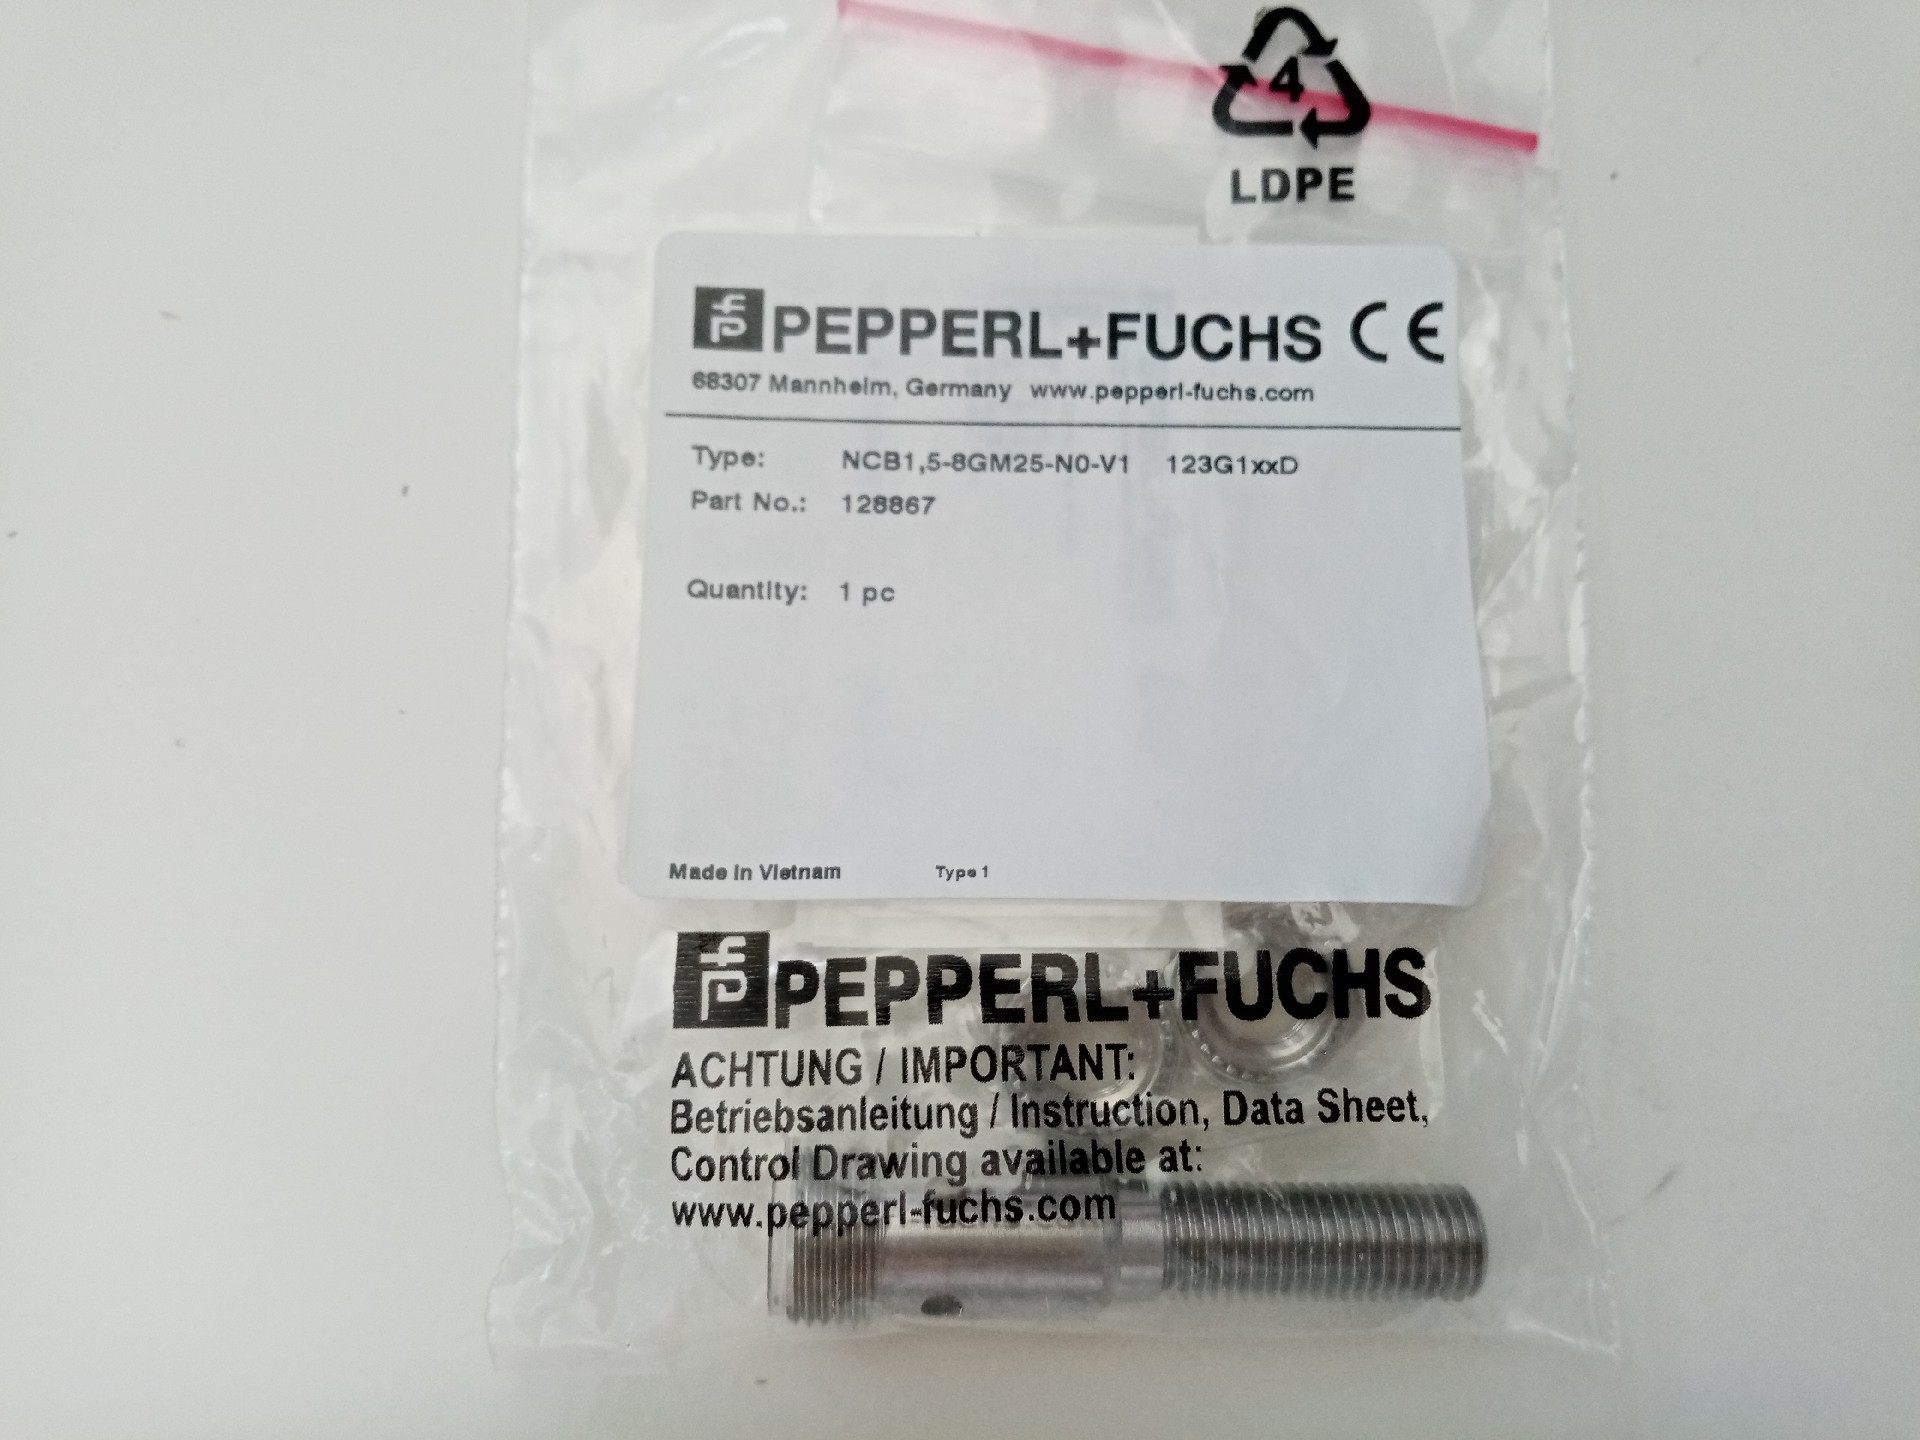 4
LDPE
fp PEPPERL+FUCHS CE
68307 Mannheim, Germany www.pepperl-fuchs.com
Type: NCB1,5-8GM25-N0-V1 123G1xxD
Part No.: 128867
Quantity: 1 pc
Made in Vietnam Type 1
fp PEPPERL+FUCHS
ACHTUNG / IMPORTANT:
Betriebsanleitung / Instruction, Data Sheet,
Control Drawing available at:
www.pepperl-fuchs.com